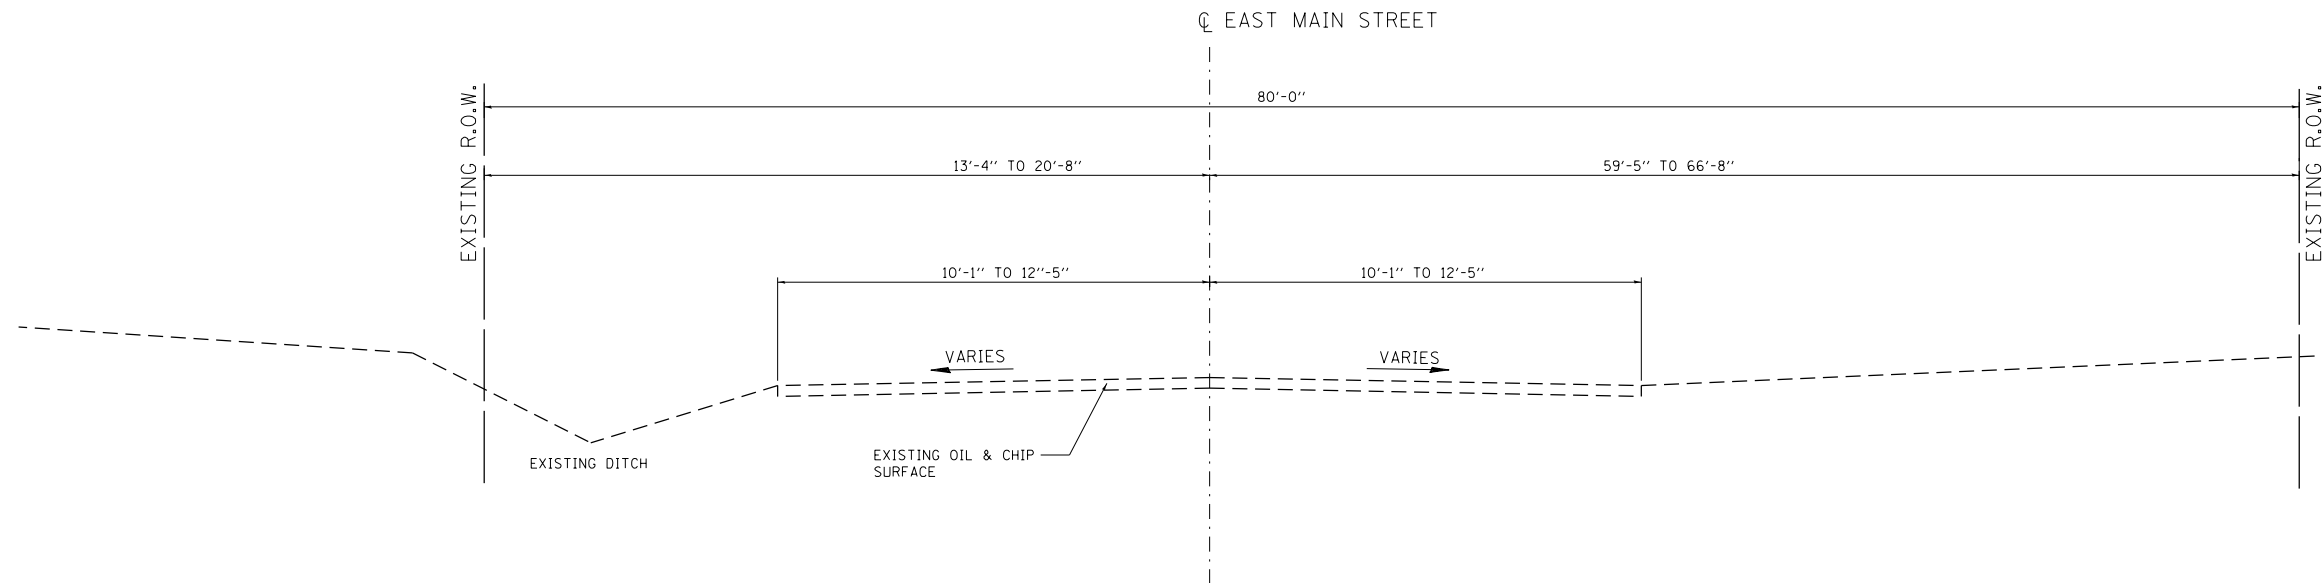 ℄ EAST MAIN STREET
80'-0''
EXISTING R.O.W.
EXISTING R.O.W.
13'-4'' TO 20'-8''
59'-5'' TO 66'-8''
10'-1'' TO 12''-5''
10'-1'' TO 12'-5''
VARIES
VARIES
EXISTING DITCH
EXISTING OIL & CHIP
SURFACE